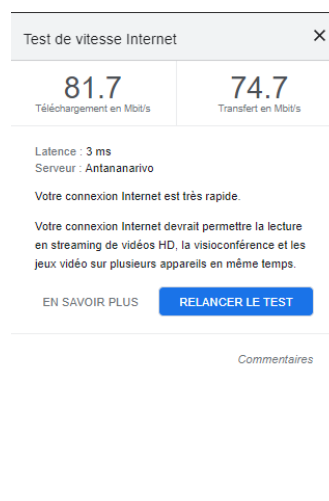 Test de vitesse Internet ×
81.7 74.7
Téléchargement en Mbit/s Transfert en Mbit/s
Latence : 3 ms
Serveur : Antananarivo
Votre connexion Internet est très rapide.
Votre connexion Internet devrait permettre la lecture
en streaming de vidéos HD, la visioconférence et les
jeux vidéo sur plusieurs appareils en même temps.
EN SAVOIR PLUS RELANCER LE TEST
Commentaires